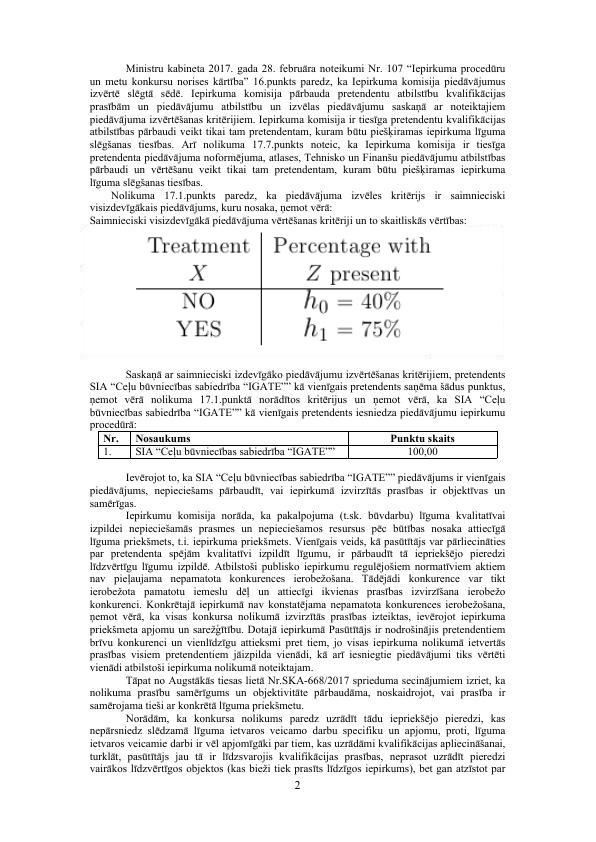 Ministru kabineta 2017. gada 28. februāra noteikumi Nr. 107 “Iepirkuma procedūru
un metu konkursu norises kārtība” 16.punkts paredz, ka Iepirkuma komisija piedāvājumus
izvērtē slēgtā sēdē. Iepirkuma komisija pārbauda pretendentu atbilstību kvalifikācijas
prasībām un piedāvājumu atbilstību un izvēlas piedāvājumu saskaņā ar noteiktajiem
piedāvājuma izvērtēšanas kritērijiem. Iepirkuma komisija ir tiesīga pretendentu kvalifikācijas
atbilstības pārbaudi veikt tikai tam pretendentam, kuram būtu piešķiramas iepirkuma līguma
slēgšanas tiesības. Arī nolikuma 17.7.punkts noteic, ka Iepirkuma komisija ir tiesīga
pretendenta piedāvājuma noformējuma, atlases, Tehnisko un Finanšu piedāvājumu atbilstības
pārbaudi un vērtēšanu veikt tikai tam pretendentam, kuram būtu piešķiramas iepirkuma
līguma slēgšanas tiesības.
Nolikuma 17.1.punkts paredz, ka piedāvājuma izvēles kritērijs ir saimnieciski
visizdevīgākais piedāvājums, kuru nosaka, ņemot vērā:
Saimnieciski visizdevīgākā piedāvājuma vērtēšanas kritēriji un to skaitliskās vērtības:
Treatment Percentage with
X Z present
NO h₀ = 40%
YES h₁ = 75%
Saskaņā ar saimnieciski izdevīgāko piedāvājumu izvērtēšanas kritērijiem, pretendents
SIA “Ceļu būvniecības sabiedrība “IGATE”” kā vienīgais pretendents saņēma šādus punktus,
ņemot vērā nolikuma 17.1.punktā norādītos kritērijus un ņemot vērā, ka SIA “Ceļu
būvniecības sabiedrība “IGATE”” kā vienīgais pretendents iesniedza piedāvājumu iepirkumu
procedūrā:
Nr. Nosaukums Punktu skaits
1. SIA “Ceļu būvniecības sabiedrība “IGATE”” 100,00
Ievērojot to, ka SIA “Ceļu būvniecības sabiedrība “IGATE”” piedāvājums ir vienīgais
piedāvājums, nepieciešams pārbaudīt, vai iepirkumā izvirzītās prasības ir objektīvas un
samērīgas.
Iepirkumu komisija norāda, ka pakalpojuma (t.sk. būvdarbu) līguma kvalitatīvai
izpildei nepieciešamās prasmes un nepieciešamos resursus pēc būtības nosaka attiecīgā
līguma priekšmets, t.i. iepirkuma priekšmets. Vienīgais veids, kā pasūtītājs var pārliecināties
par pretendenta spējām kvalitatīvi izpildīt līgumu, ir pārbaudīt tā iepriekšējo pieredzi
līdzvērtīgu līgumu izpildē. Atbilstoši publisko iepirkumu regulējošiem normatīviem aktiem
nav pieļaujama nepamatota konkurences ierobežošana. Tādējādi konkurence var tikt
ierobežota pamatotu iemeslu dēļ un attiecīgi ikvienas prasības izvirzīšana ierobežo
konkurenci. Konkrētajā iepirkumā nav konstatējama nepamatota konkurences ierobežošana,
ņemot vērā, ka visas konkursa nolikumā izvirzītās prasības izteiktas, ievērojot iepirkuma
priekšmeta apjomu un sarežģītību. Dotajā iepirkumā Pasūtītājs ir nodrošinājis pretendentiem
brīvu konkurenci un vienlīdzīgu attieksmi pret tiem, jo visas iepirkuma nolikumā ietvertās
prasības visiem pretendentiem jāizpilda vienādi, kā arī iesniegtie piedāvājumi tiks vērtēti
vienādi atbilstoši iepirkuma nolikumā noteiktajam.
Tāpat no Augstākās tiesas lietā Nr.SKA-668/2017 sprieduma secinājumiem izriet, ka
nolikuma prasību samērīgums un objektivitāte pārbaudāma, noskaidrojot, vai prasība ir
samērojama tieši ar konkrētā līguma priekšmetu.
Norādām, ka konkursa nolikums paredz uzrādīt tādu iepriekšējo pieredzi, kas
nepārsniedz slēdzamā līguma ietvaros veicamo darbu specifiku un apjomu, proti, līguma
ietvaros veicamie darbi ir vēl apjomīgāki par tiem, kas uzrādāmi kvalifikācijas apliecināšanai,
turklāt, pasūtītājs jau tā ir līdzsvarojis kvalifikācijas prasības, neprasot uzrādīt pieredzi
vairākos līdzvērtīgos objektos (kas bieži tiek prasīts līdzīgos iepirkumos), bet gan atzīstot par
2